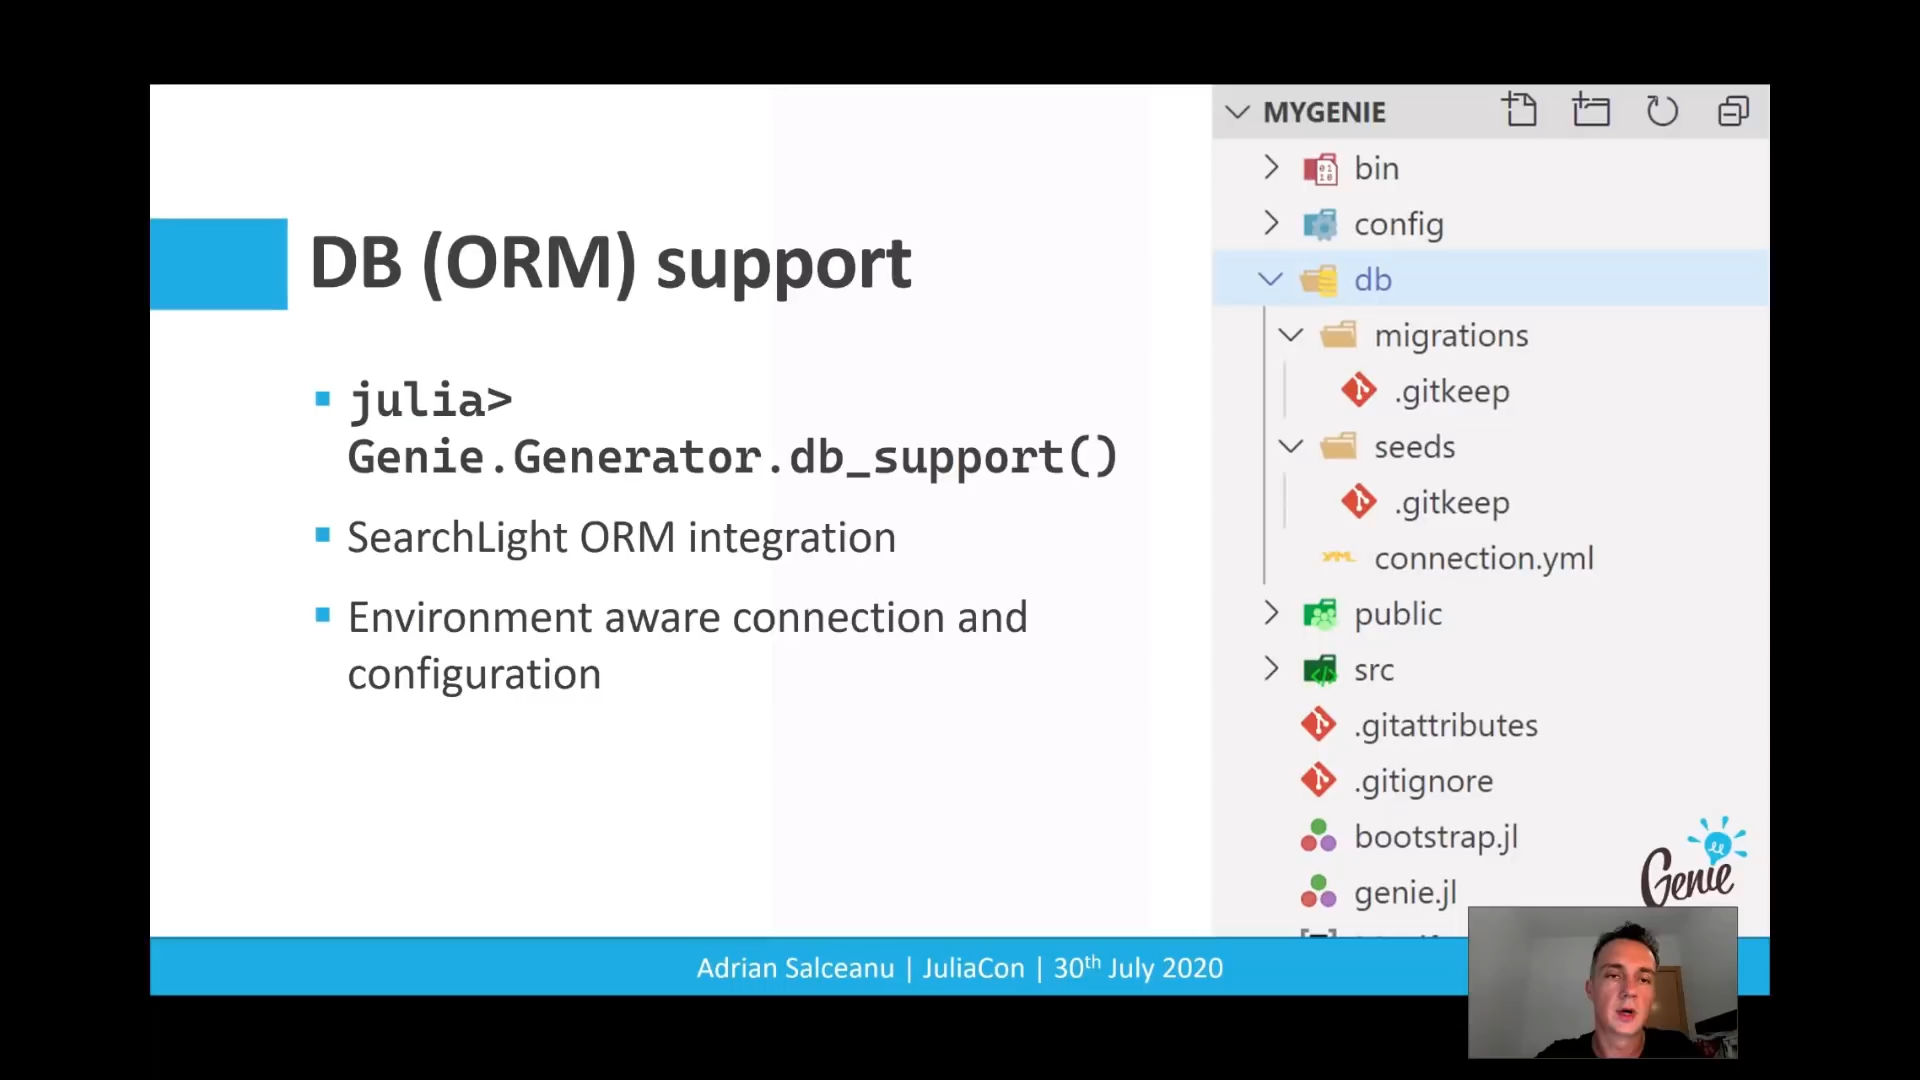 DB (ORM) support
julia>
Genie.Generator.db_support()
SearchLight ORM integration
Environment aware connection and
configuration
MYGENIE
bin
config
db
migrations
.gitkeep
seeds
.gitkeep
connection.yml
public
src
.gitattributes
.gitignore
bootstrap.jl
genie.jl
Genie
Adrian Salceanu | JuliaCon | 30th July 2020